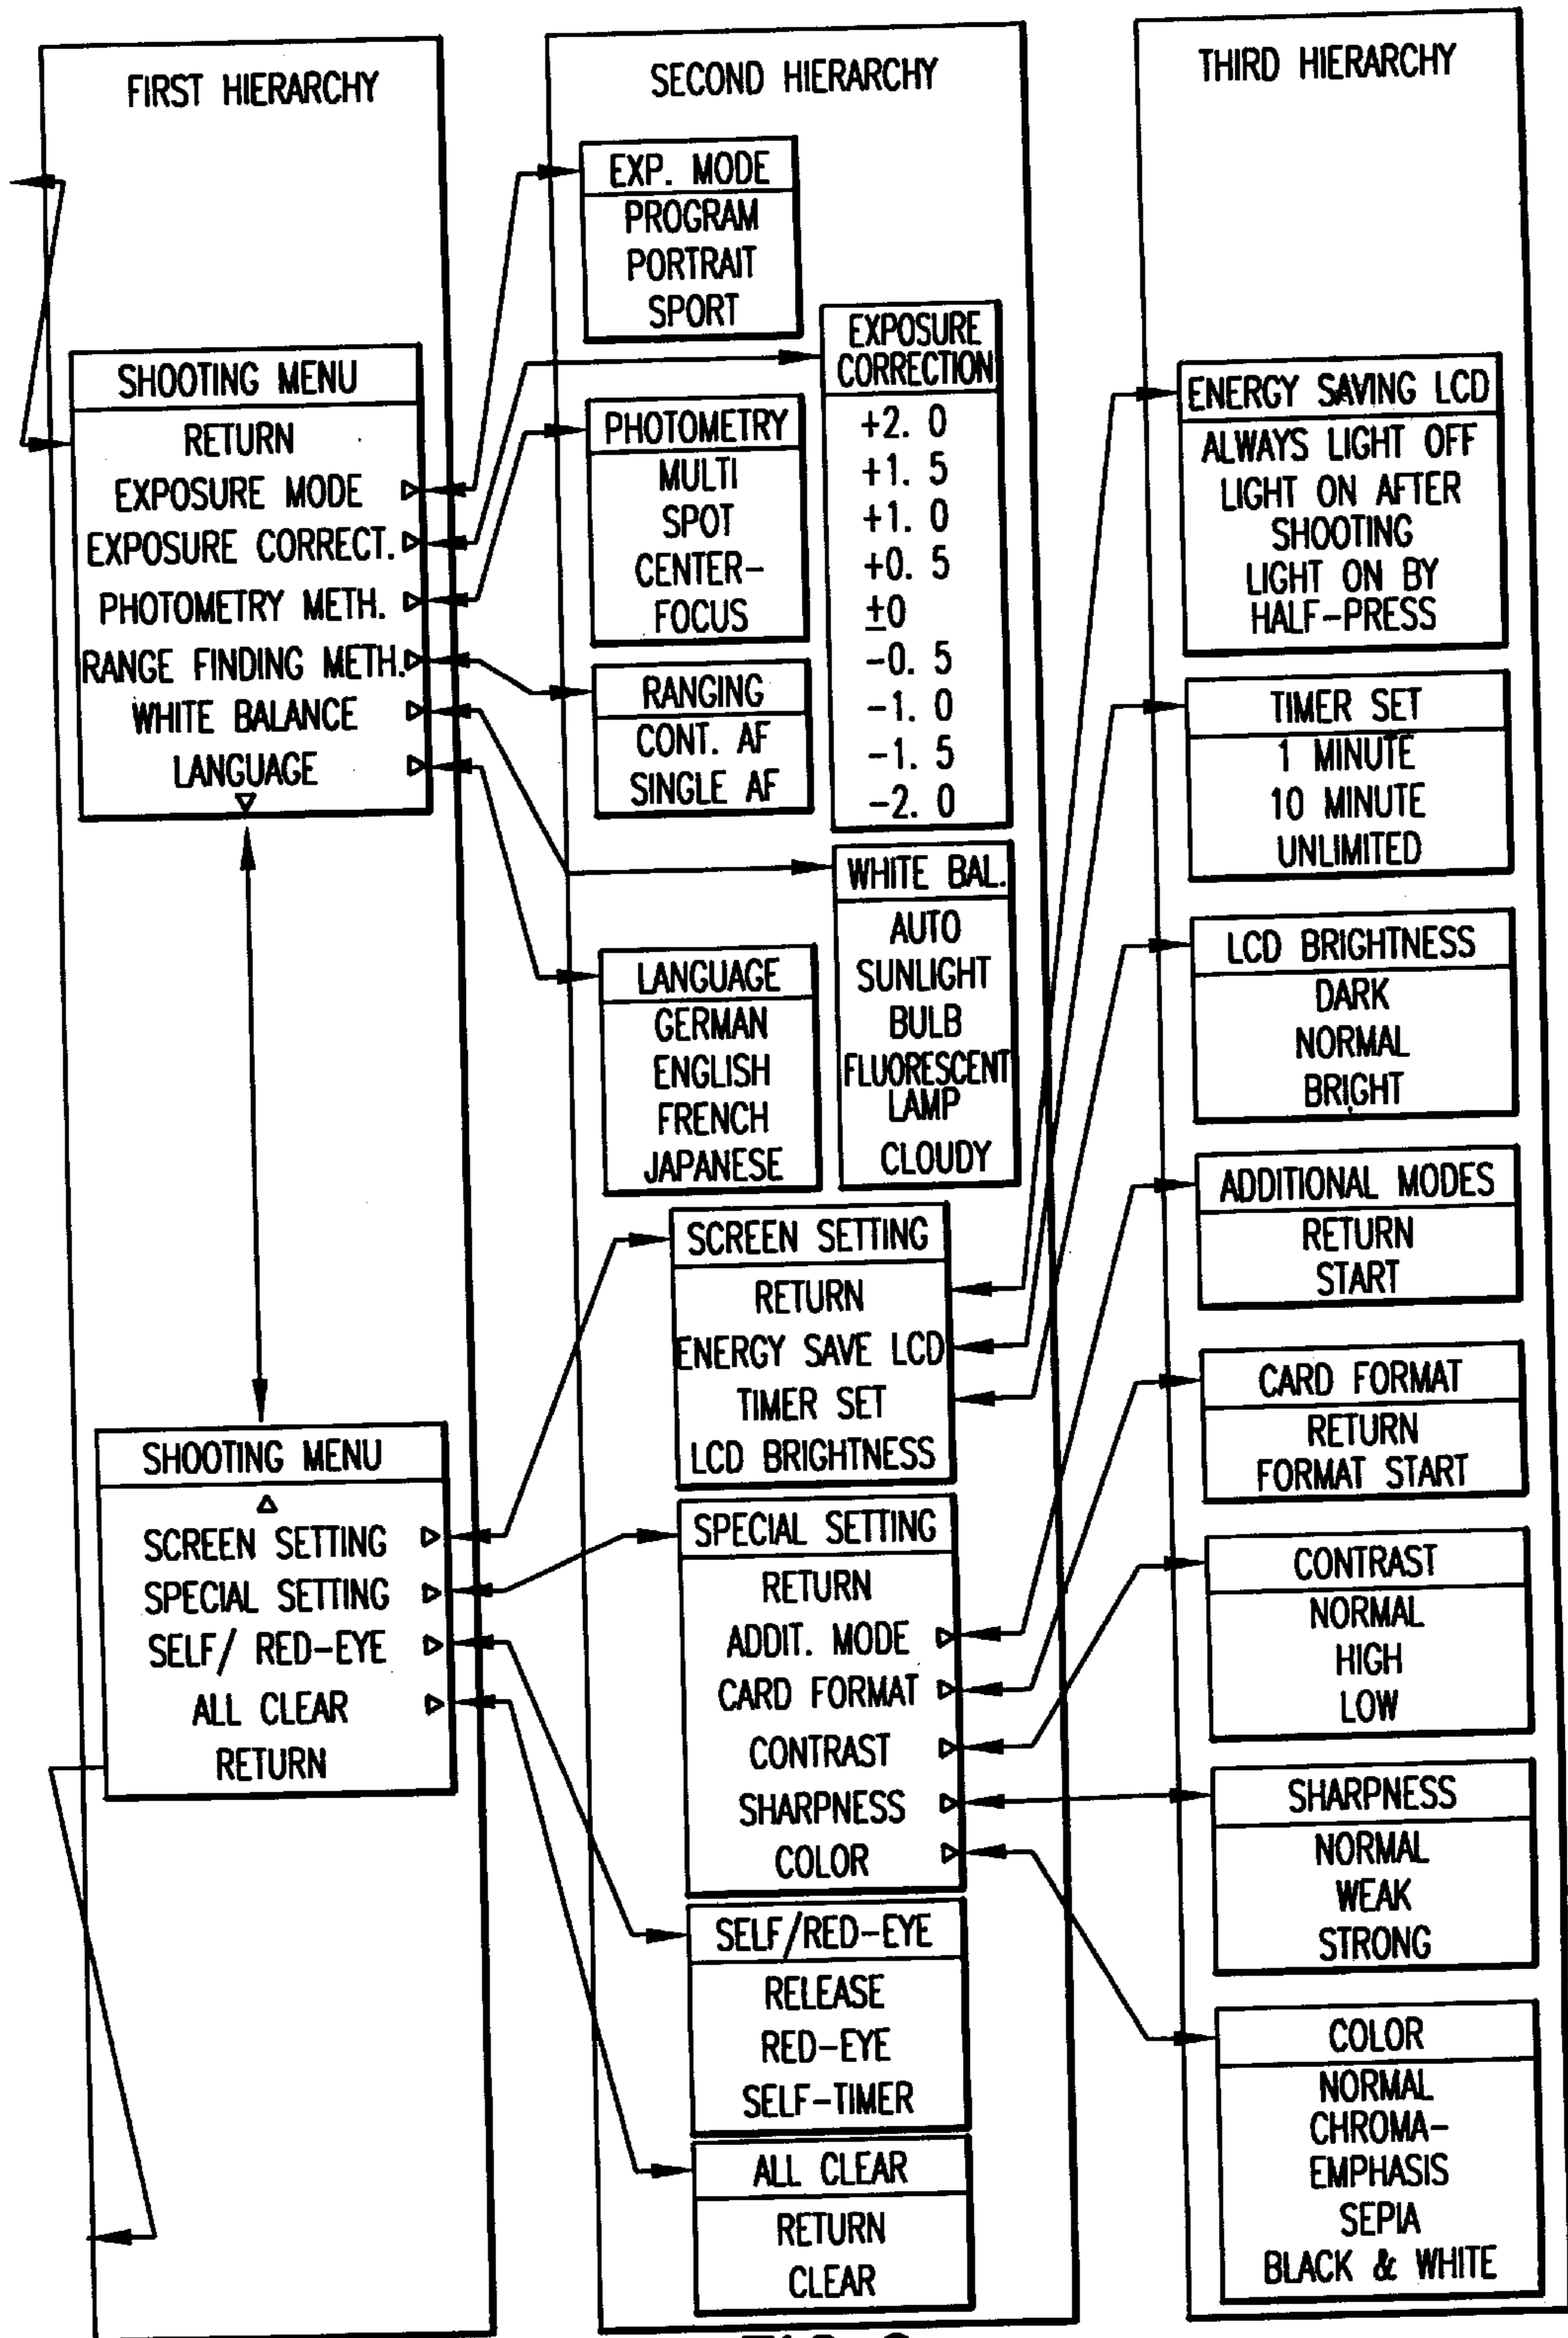 FIRST HIERARCHY
SHOOTING MENU
RETURN
EXPOSURE MODE
EXPOSURE CORRECT.
PHOTOMETRY METH.
RANGE FINDING METH.
WHITE BALANCE
LANGUAGE
SHOOTING MENU
SCREEN SETTING
SPECIAL SETTING
SELF/ RED-EYE
ALL CLEAR
RETURN
SECOND HIERARCHY
EXP. MODE
PROGRAM
PORTRAIT
SPORT
EXPOSURE
CORRECTION
+2. 0
+1. 5
+1. 0
+0. 5
±0
-0. 5
-1. 0
-1. 5
-2. 0
PHOTOMETRY
MULTI
SPOT
CENTER-
FOCUS
RANGING
CONT. AF
SINGLE AF
WHITE BAL.
AUTO
SUNLIGHT
BULB
FLUORESCENT
LAMP
CLOUDY
LANGUAGE
GERMAN
ENGLISH
FRENCH
JAPANESE
SCREEN SETTING
RETURN
ENERGY SAVE LCD
TIMER SET
LCD BRIGHTNESS
SPECIAL SETTING
RETURN
ADDIT. MODE
CARD FORMAT
CONTRAST
SHARPNESS
COLOR
SELF/RED-EYE
RELEASE
RED-EYE
SELF-TIMER
ALL CLEAR
RETURN
CLEAR
THIRD HIERARCHY
ENERGY SAVING LCD
ALWAYS LIGHT OFF
LIGHT ON AFTER
SHOOTING
LIGHT ON BY
HALF-PRESS
TIMER SET
1 MINUTE
10 MINUTE
UNLIMITED
LCD BRIGHTNESS
DARK
NORMAL
BRIGHT
ADDITIONAL MODES
RETURN
START
CARD FORMAT
RETURN
FORMAT START
CONTRAST
NORMAL
HIGH
LOW
SHARPNESS
NORMAL
WEAK
STRONG
COLOR
NORMAL
CHROMA-
EMPHASIS
SEPIA
BLACK & WHITE